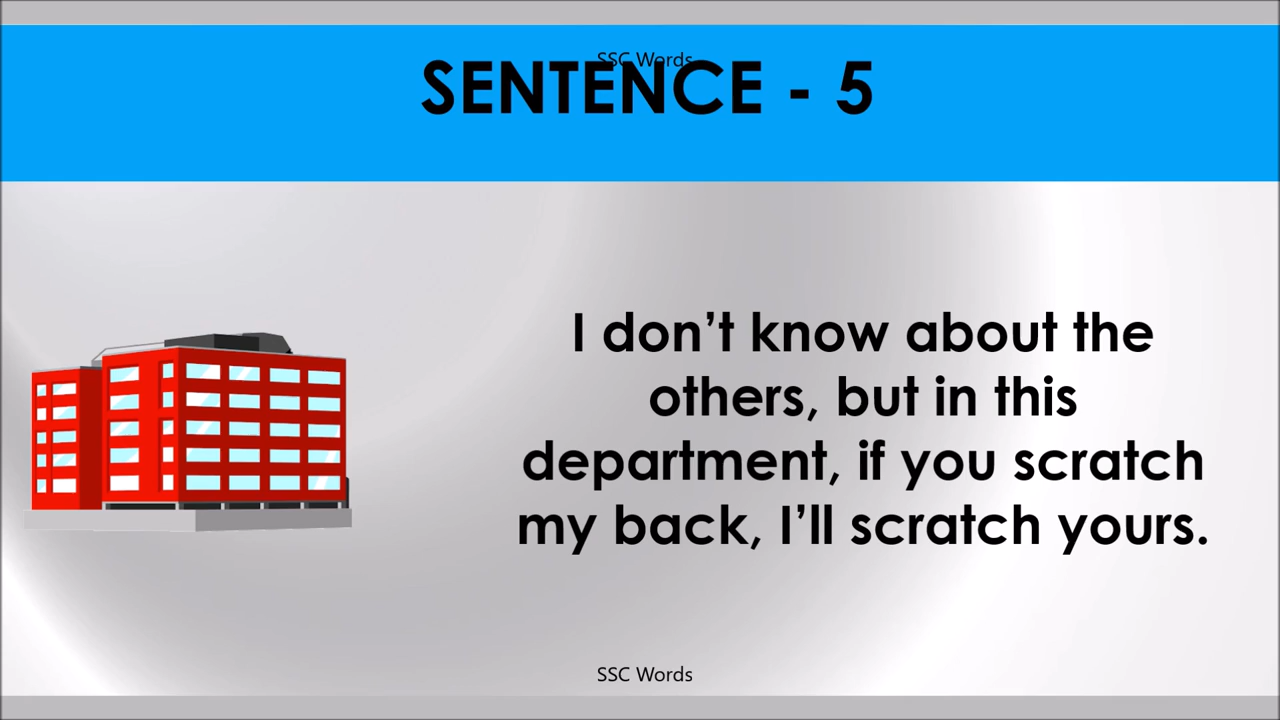 SSC Words
SENTENCE - 5
I don’t know about the
others, but in this
department, if you scratch
my back, I’ll scratch yours.
SSC Words